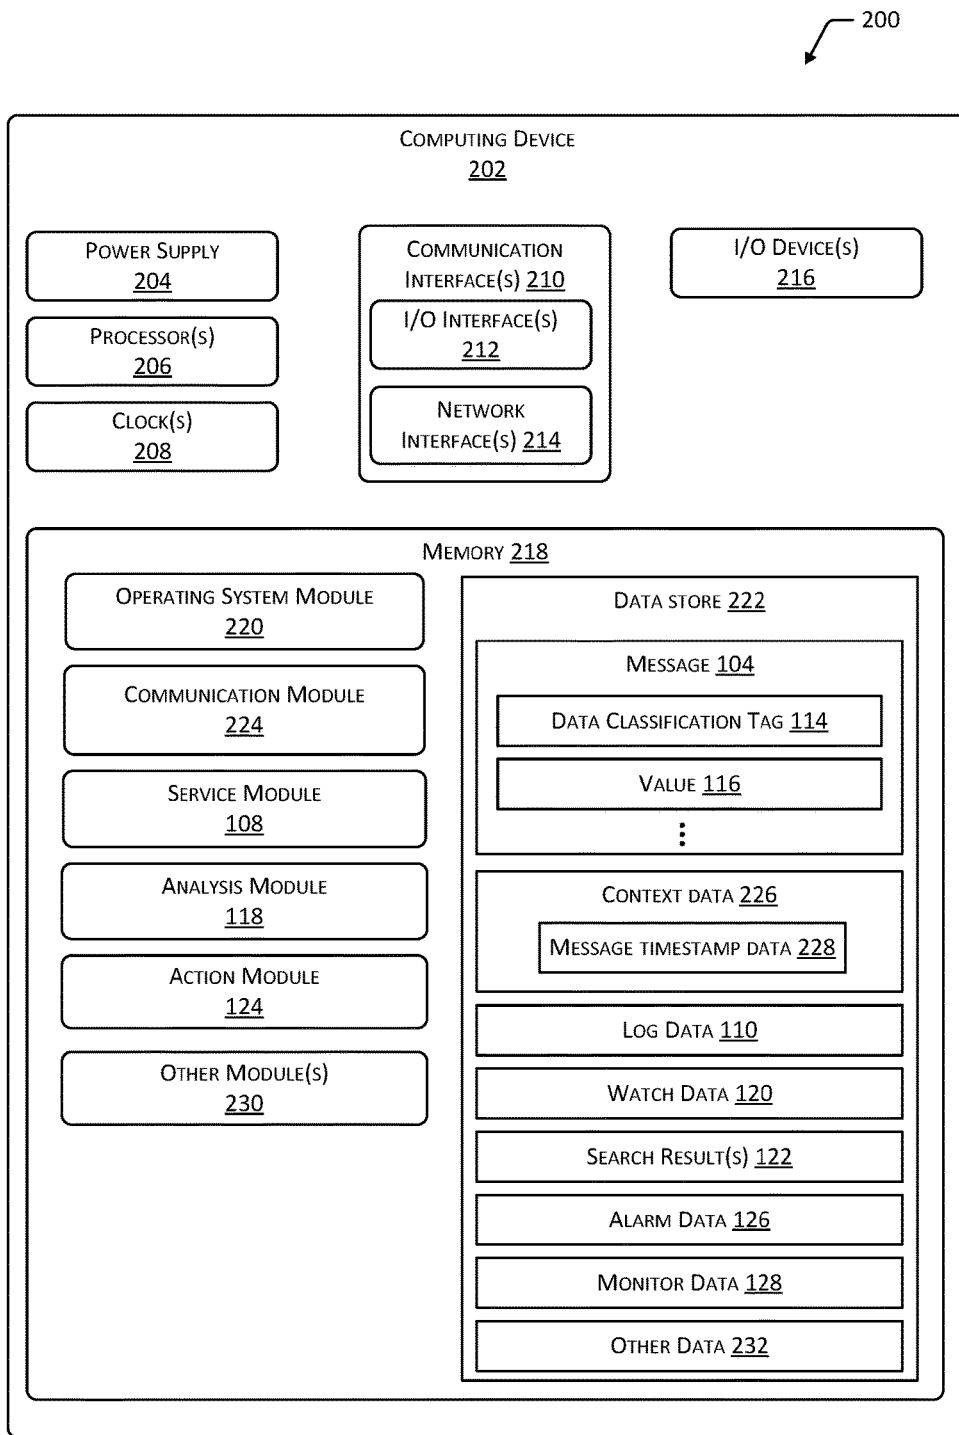 200
Computing Device
202
Power Supply
204
Processor(s)
206
Clock(s)
208
Communication
Interface(s) 210
I/O Interface(s)
212
Network
Interface(s) 214
I/O Device(s)
216
Memory 218
Operating System Module
220
Communication Module
224
Service Module
108
Analysis Module
118
Action Module
124
Other Module(s)
230
Data store 222
Message 104
Data Classification Tag 114
Value 116
Context data 226
Message timestamp data 228
Log Data 110
Watch Data 120
Search Result(s) 122
Alarm Data 126
Monitor Data 128
Other Data 232